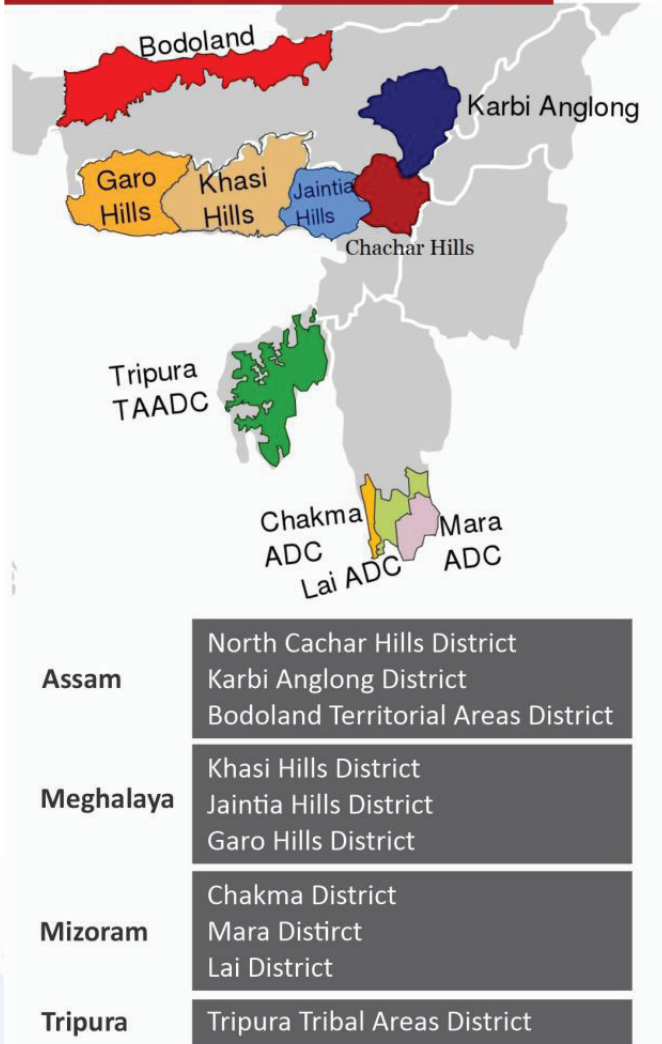 Bodoland
Karbi Anglong
Garo
Hills
Khasi
Hills
Jaintia
Hills
Chachar Hills
Tripura
TAADC
Chakma
ADC
Lai ADC
Mara
ADC
Assam
North Cachar Hills District
Karbi Anglong District
Bodoland Territorial Areas District
Meghalaya
Khasi Hills District
Jaintia Hills District
Garo Hills District
Mizoram
Chakma District
Mara Distirct
Lai District
Tripura
Tripura Tribal Areas District